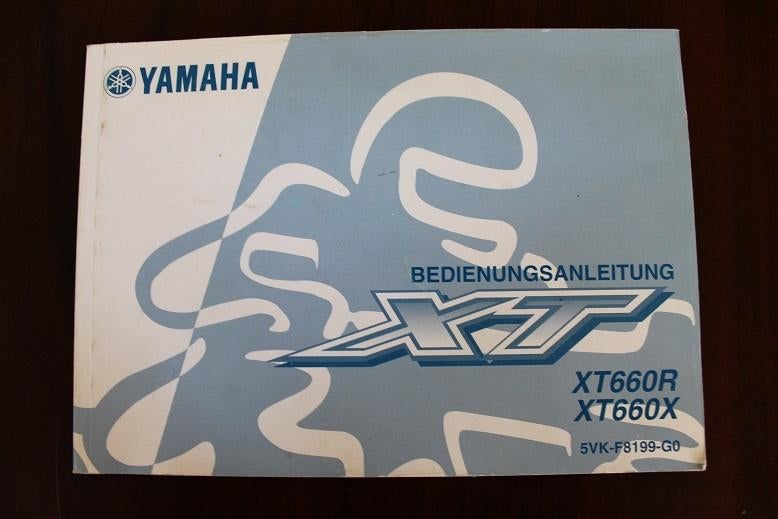 YAMAHA
BEDIENUNGSANLEITUNG
XT
XT660R
XT660X
5VK-F8199-G0